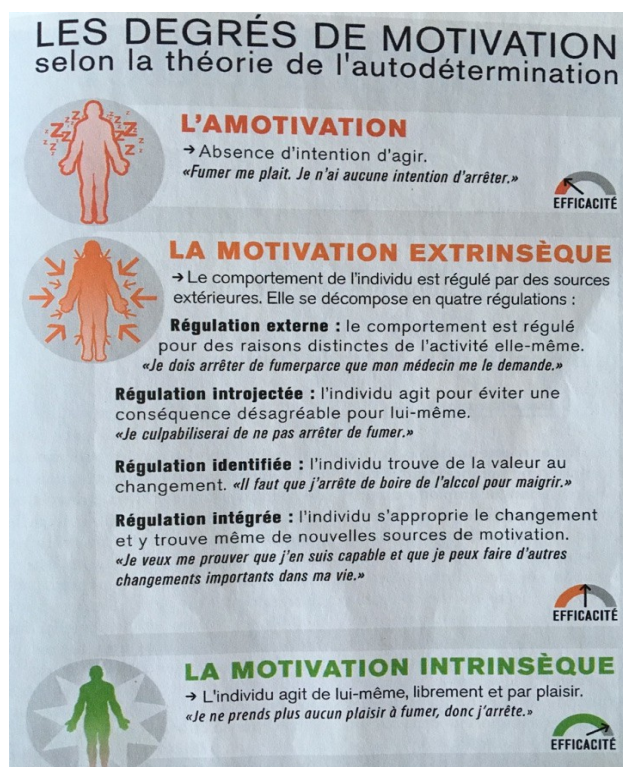 LES DEGRÉS DE MOTIVATION
selon la théorie de l'autodétermination
L'AMOTIVATION
→ Absence d'intention d'agir.
«Fumer me plait. Je n'ai aucune intention d'arrêter.»
EFFICACITÉ
LA MOTIVATION EXTRINSÈQUE
→ Le comportement de l'individu est régulé par des sources
extérieures. Elle se décompose en quatre régulations :
Régulation externe : le comportement est régulé
pour des raisons distinctes de l'activité elle-même.
«Je dois arrêter de fumerparce que mon médecin me le demande.»
Régulation introjectée : l'individu agit pour éviter une
conséquence désagréable pour lui-même.
«Je culpabiliserai de ne pas arrêter de fumer.»
Régulation identifiée : l'individu trouve de la valeur au
changement. «Il faut que j'arrête de boire de l'alccol pour maigrir.»
Régulation intégrée : l'individu s'approprie le changement
et y trouve même de nouvelles sources de motivation.
«Je veux me prouver que j'en suis capable et que je peux faire d'autres
changements importants dans ma vie.»
EFFICACITÉ
LA MOTIVATION INTRINSÈQUE
→ L'individu agit de lui-même, librement et par plaisir.
«Je ne prends plus aucun plaisir à fumer, donc j'arrête.»
EFFICACITÉ